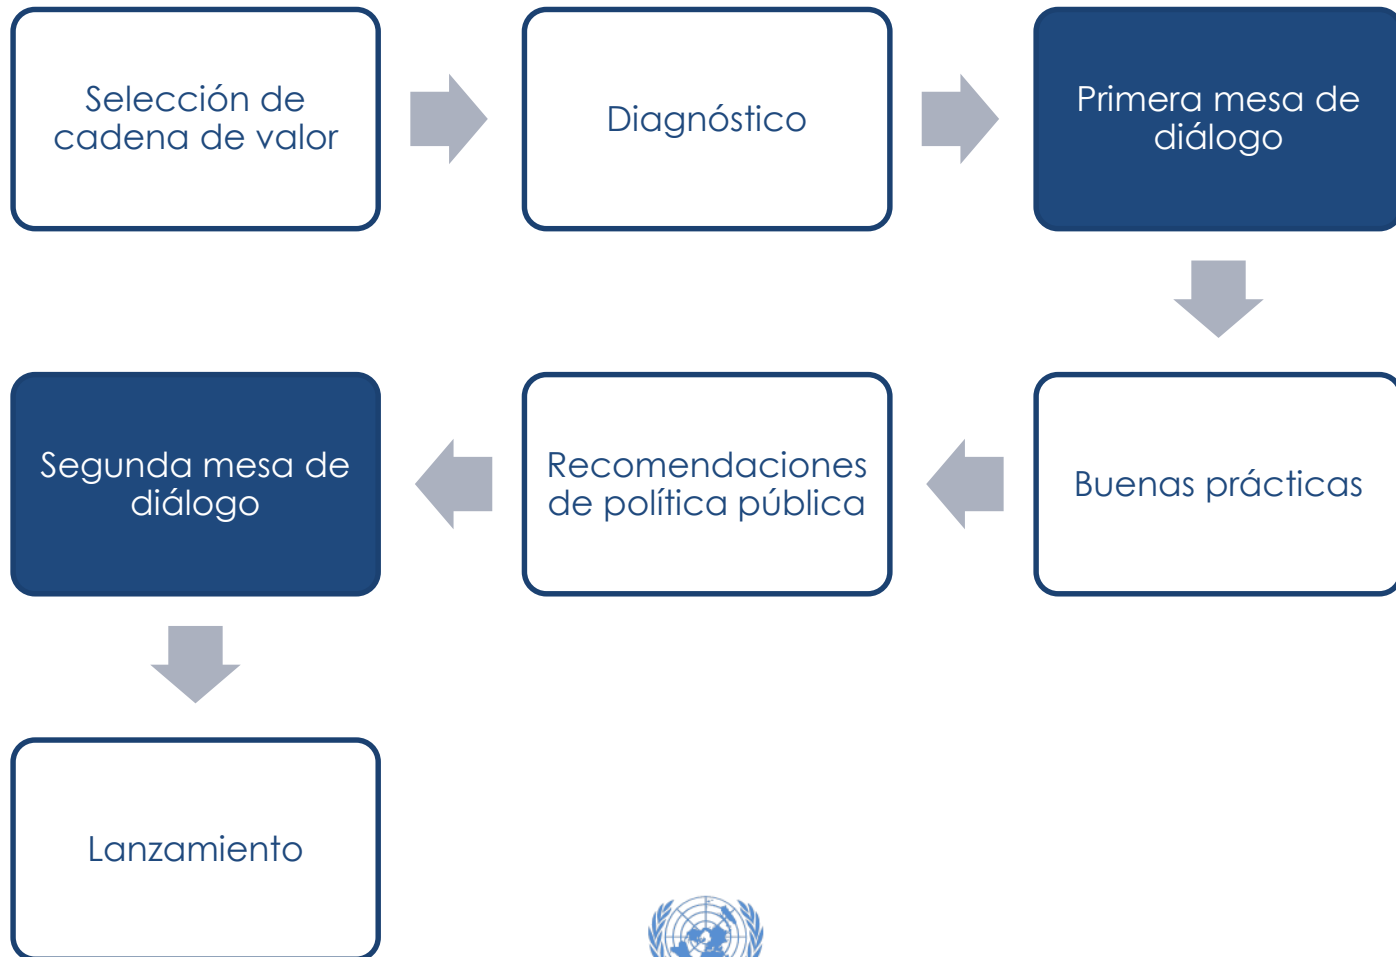 Selección de
cadena de valor
Diagnóstico
Primera mesa de
diálogo
Buenas prácticas
Recomendaciones
de política pública
Segunda mesa de
diálogo
Lanzamiento